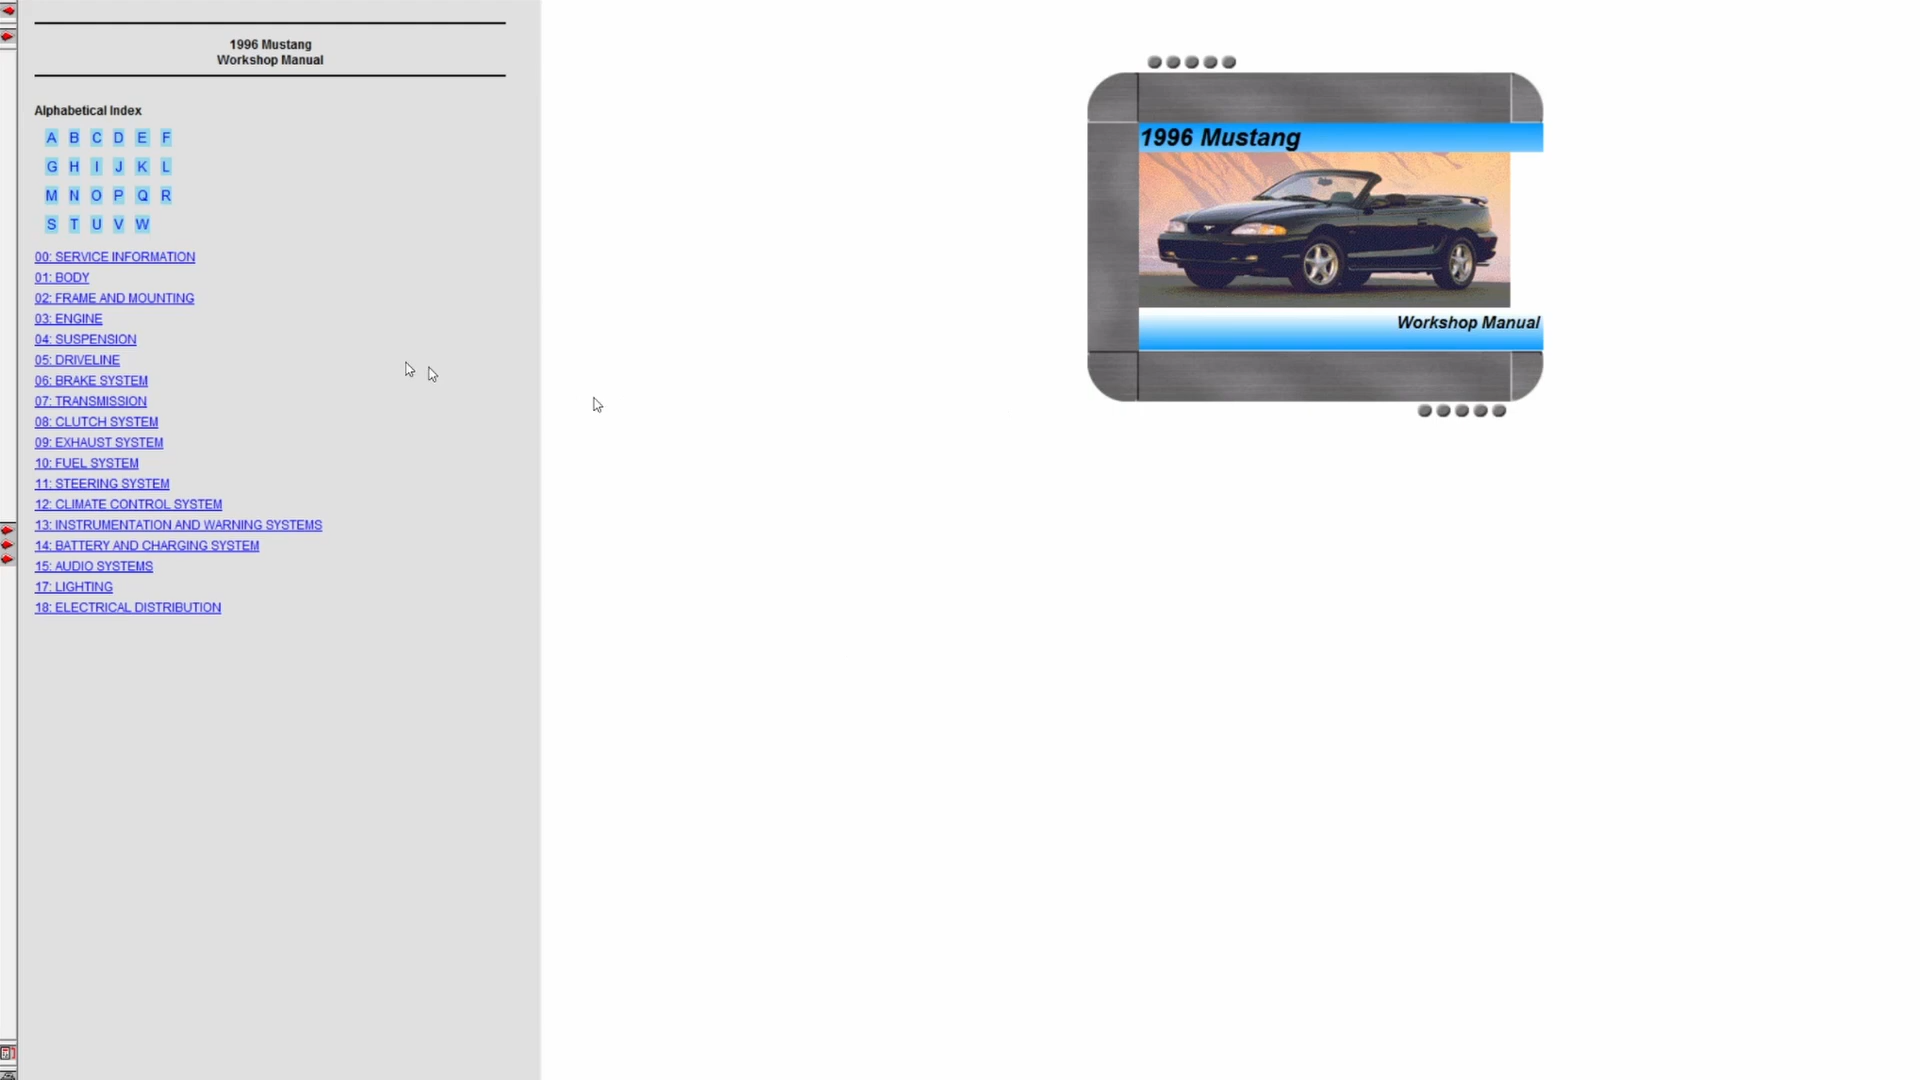 1996 Mustang
Workshop Manual
Alphabetical Index
A B C D E F
G H I J K L
M N O P Q R
S T U V W
00: SERVICE INFORMATION
01: BODY
02: FRAME AND MOUNTING
03: ENGINE
04: SUSPENSION
05: DRIVELINE
06: BRAKE SYSTEM
07: TRANSMISSION
08: CLUTCH SYSTEM
09: EXHAUST SYSTEM
10: FUEL SYSTEM
11: STEERING SYSTEM
12: CLIMATE CONTROL SYSTEM
13: INSTRUMENTATION AND WARNING SYSTEMS
14: BATTERY AND CHARGING SYSTEM
15: AUDIO SYSTEMS
17: LIGHTING
18: ELECTRICAL DISTRIBUTION
1996 Mustang
Workshop Manual